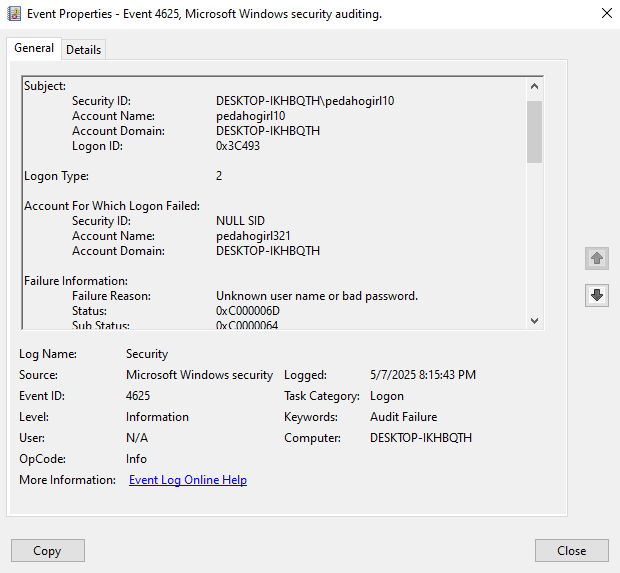 Event Properties - Event 4625, Microsoft Windows security auditing.
General Details
Subject:
Security ID: DESKTOP-IKHBQTH\pedahogirl10
Account Name: pedahogirl10
Account Domain: DESKTOP-IKHBQTH
Logon ID: 0x3C493
Logon Type: 2
Account For Which Logon Failed:
Security ID: NULL SID
Account Name: pedahogirl321
Account Domain: DESKTOP-IKHBQTH
Failure Information:
Failure Reason: Unknown user name or bad password.
Status: 0xC000006D
Sub Status: 0xC0000064
Log Name: Security
Source: Microsoft Windows security Logged: 5/7/2025 8:15:43 PM
Event ID: 4625 Task Category: Logon
Level: Information Keywords: Audit Failure
User: N/A Computer: DESKTOP-IKHBQTH
OpCode: Info
More Information: Event Log Online Help
Copy Close